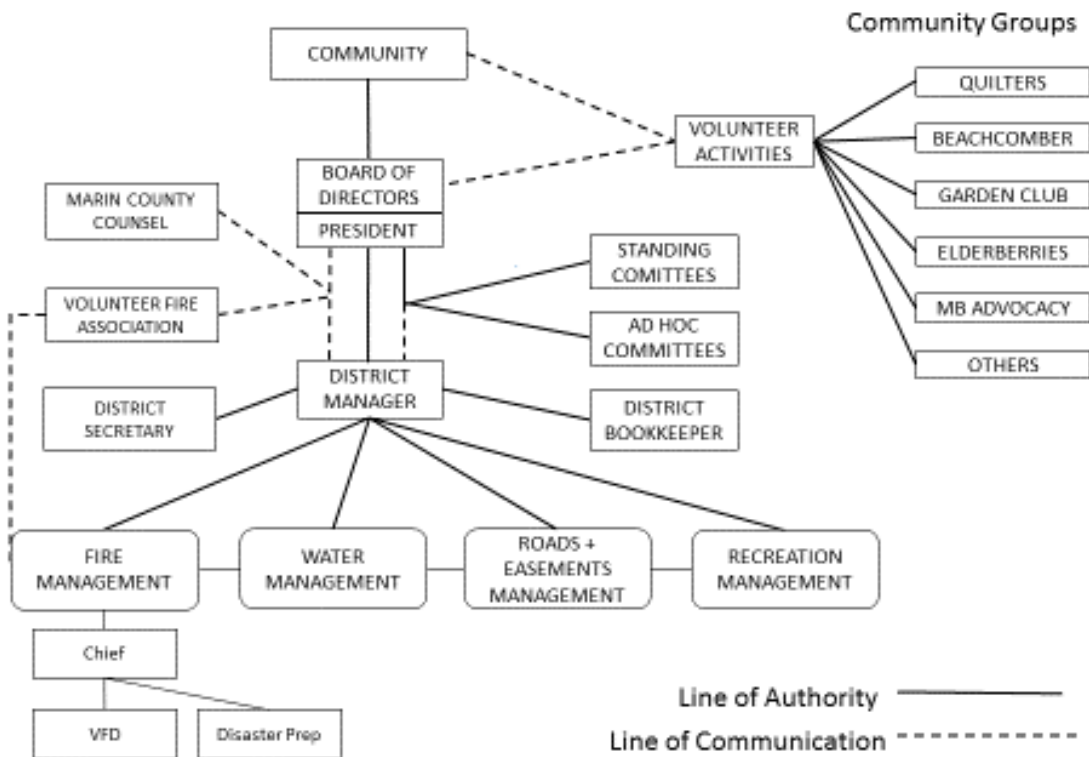 Community Groups
COMMUNITY
QUILTERS
VOLUNTEER
ACTIVITIES
BEACHCOMBER
BOARD OF
DIRECTORS
PRESIDENT
MARIN COUNTY
COUNSEL
GARDEN CLUB
STANDING
COMITTEES
ELDERBERRIES
VOLUNTEER FIRE
ASSOCIATION
AD HOC
COMMITTEES
MB ADVOCACY
OTHERS
DISTRICT
MANAGER
DISTRICT
SECRETARY
DISTRICT
BOOKKEEPER
FIRE
MANAGEMENT
WATER
MANAGEMENT
ROADS +
EASEMENTS
MANAGEMENT
RECREATION
MANAGEMENT
Chief
VFD
Disaster Prep
Line of Authority
Line of Communication